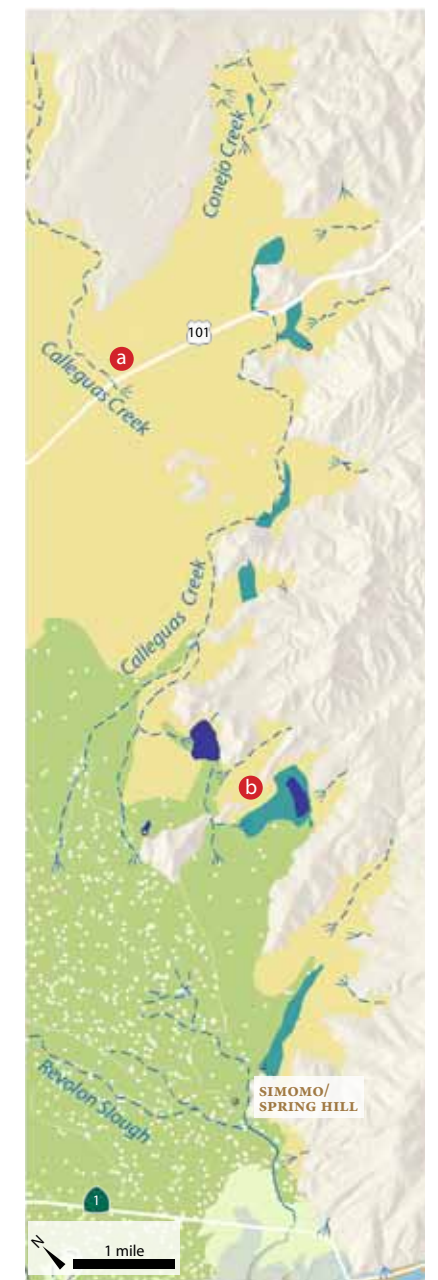 Conejo Creek
101
a
Calleguas Creek
Calleguas Creek
b
SIMOMO/
SPRING HILL
Revolon Slough
1
N
1 mile